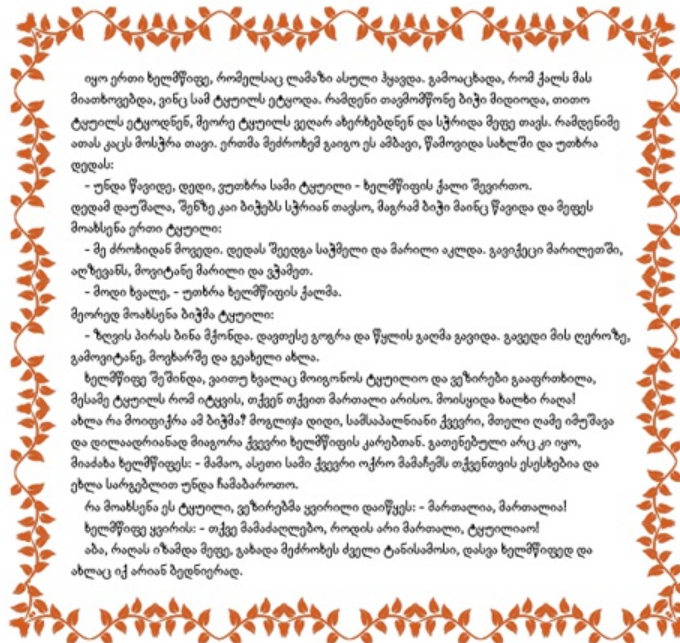 იყო ერთი ხელმწიფე, რომელსაც ლამაზი ასული ჰყავდა. გამოაცხადა, რომ ქალს მას
მიათხოვებდა, ვინც სამ ტყუილს ეტყოდა. რამდენი თავმომწონე ბიჭი მიდიოდა, თითო
ტყუილს ეტყოდნენ, მეორე ტყუილს ვეღარ ახერხებდნენ და სჭრიდა მეფე თავს. რამდენიმე
ათას კაცს მოსჭრა თავი. ერთმა მეძროხემ გაიგო ეს ამბავი, წამოვიდა სახლში და უთხრა
დედას:
- უნდა წავიდე, დედი, ვუთხრა სამი ტყუილი - ხელმწიფის ქალი შევირთო.
დედამ დაუშალა, შენზე კაი ბიჭებს სჭრიან თავსო, მაგრამ ბიჭი მაინც წავიდა და მეფეს
მოახსენა ერთი ტყუილი:
- მე ძროხიდან მოვედი. დედას შეედგა საჭმელი და მარილი აკლდა. გავიქეცი მარილეთში,
აღზევანს, მოვიტანე მარილი და ვჭამეთ.
- მოდი ხვალე, - უთხრა ხელმწიფის ქალმა.
მეორედ მოახსენა ბიჭმა ტყუილი:
- ზღვის პირას ბინა მქონდა. დავთესე გოგრა და წყლის გაღმა გავიდა. გავედი მის ღეროზე,
გამოვიტანე, მოვხარშე და გეახელი ახლა.
ხელმწიფე შეშინდა, ვაითუ ხვალაც მოიგონოს ტყუილიო და ვეზირები გააფრთხილა,
მესამე ტყუილს რომ იტყვის, თქვენ თქვით მართალი არისო. მოისყიდა ხალხი რაღა!
ახლა რა მოიფიქრა ამ ბიჭმა? მოგლიჯა დიდი, სამსაპალნიანი ქვევრი, მთელი ღამე იმუშავა
და დილაადრიანად მიაგორა ქვევრი ხელმწიფის კარებთან. გათენებული არც კი იყო,
მიაძახა ხელმწიფეს: - მამაო, ასეთი სამი ქვევრი ოქრო მამაჩემს თქვენთვის ესესხებია და
ეხლა სარგებლით უნდა ჩამაბაროთო.
რა მოახსენა ეს ტყუილი, ვეზირებმა ყვირილი დაიწყეს: - მართალია, მართალია!
ხელმწიფე ყვირის: - თქვე მამაძაღლებო, როდის არი მართალი, ტყუილიაო!
აბა, რაღას იზამდა მეფე, გახადა მეძროხეს ძველი ტანისამოსი, დასვა ხელმწიფედ და
ახლაც იქ არიან ბედნიერად.